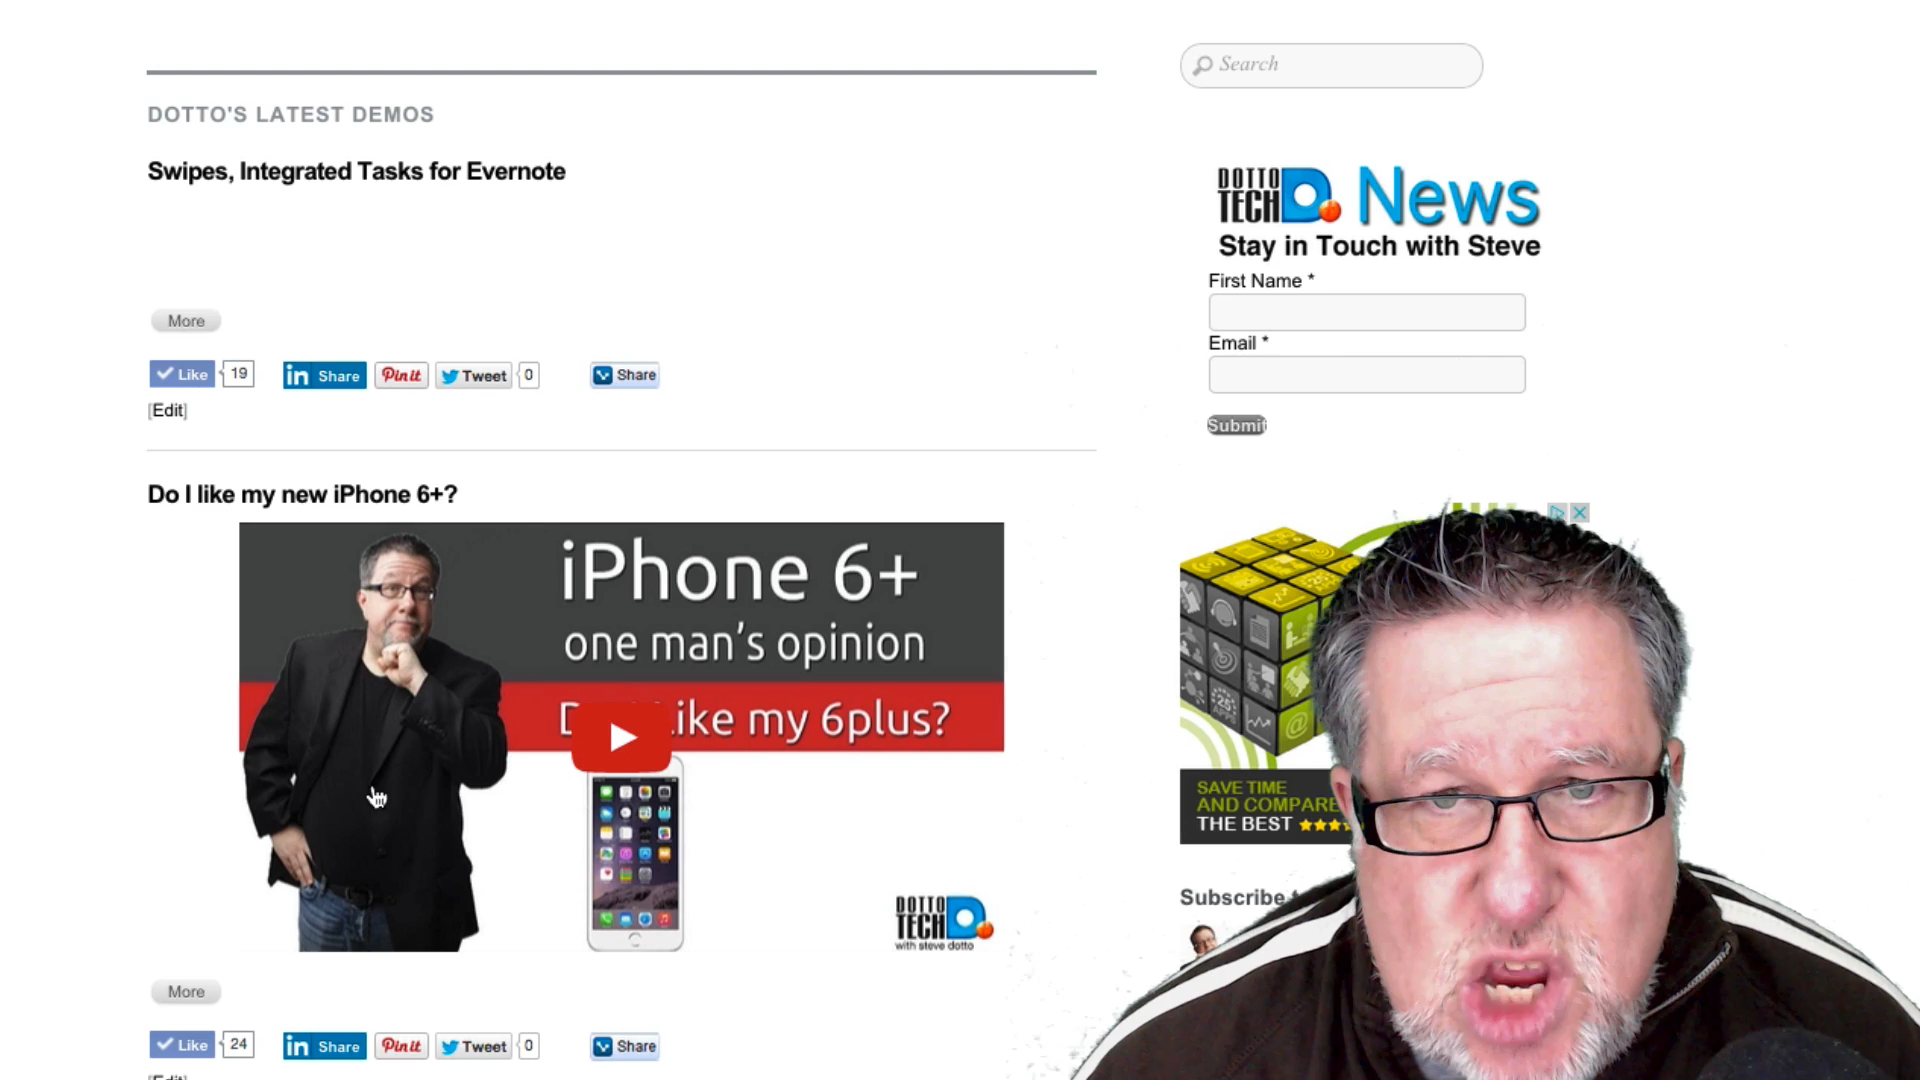 Search
DOTTO'S LATEST DEMOS
Swipes, Integrated Tasks for Evernote
DOTTO
TECH
News
Stay in Touch with Steve
First Name *
Email *
Submit
More
Like 19
in Share
Pin it
Tweet 0
Share
[Edit]
Do I like my new iPhone 6+?
iPhone 6+
one man's opinion
ike my 6plus?
DOTTO
TECH
with steve dotto
SAVE TIME
AND COMPARE
THE BEST
Subscribe
More
Like 24
in Share
Pin it
Tweet 0
Share
[Edit]